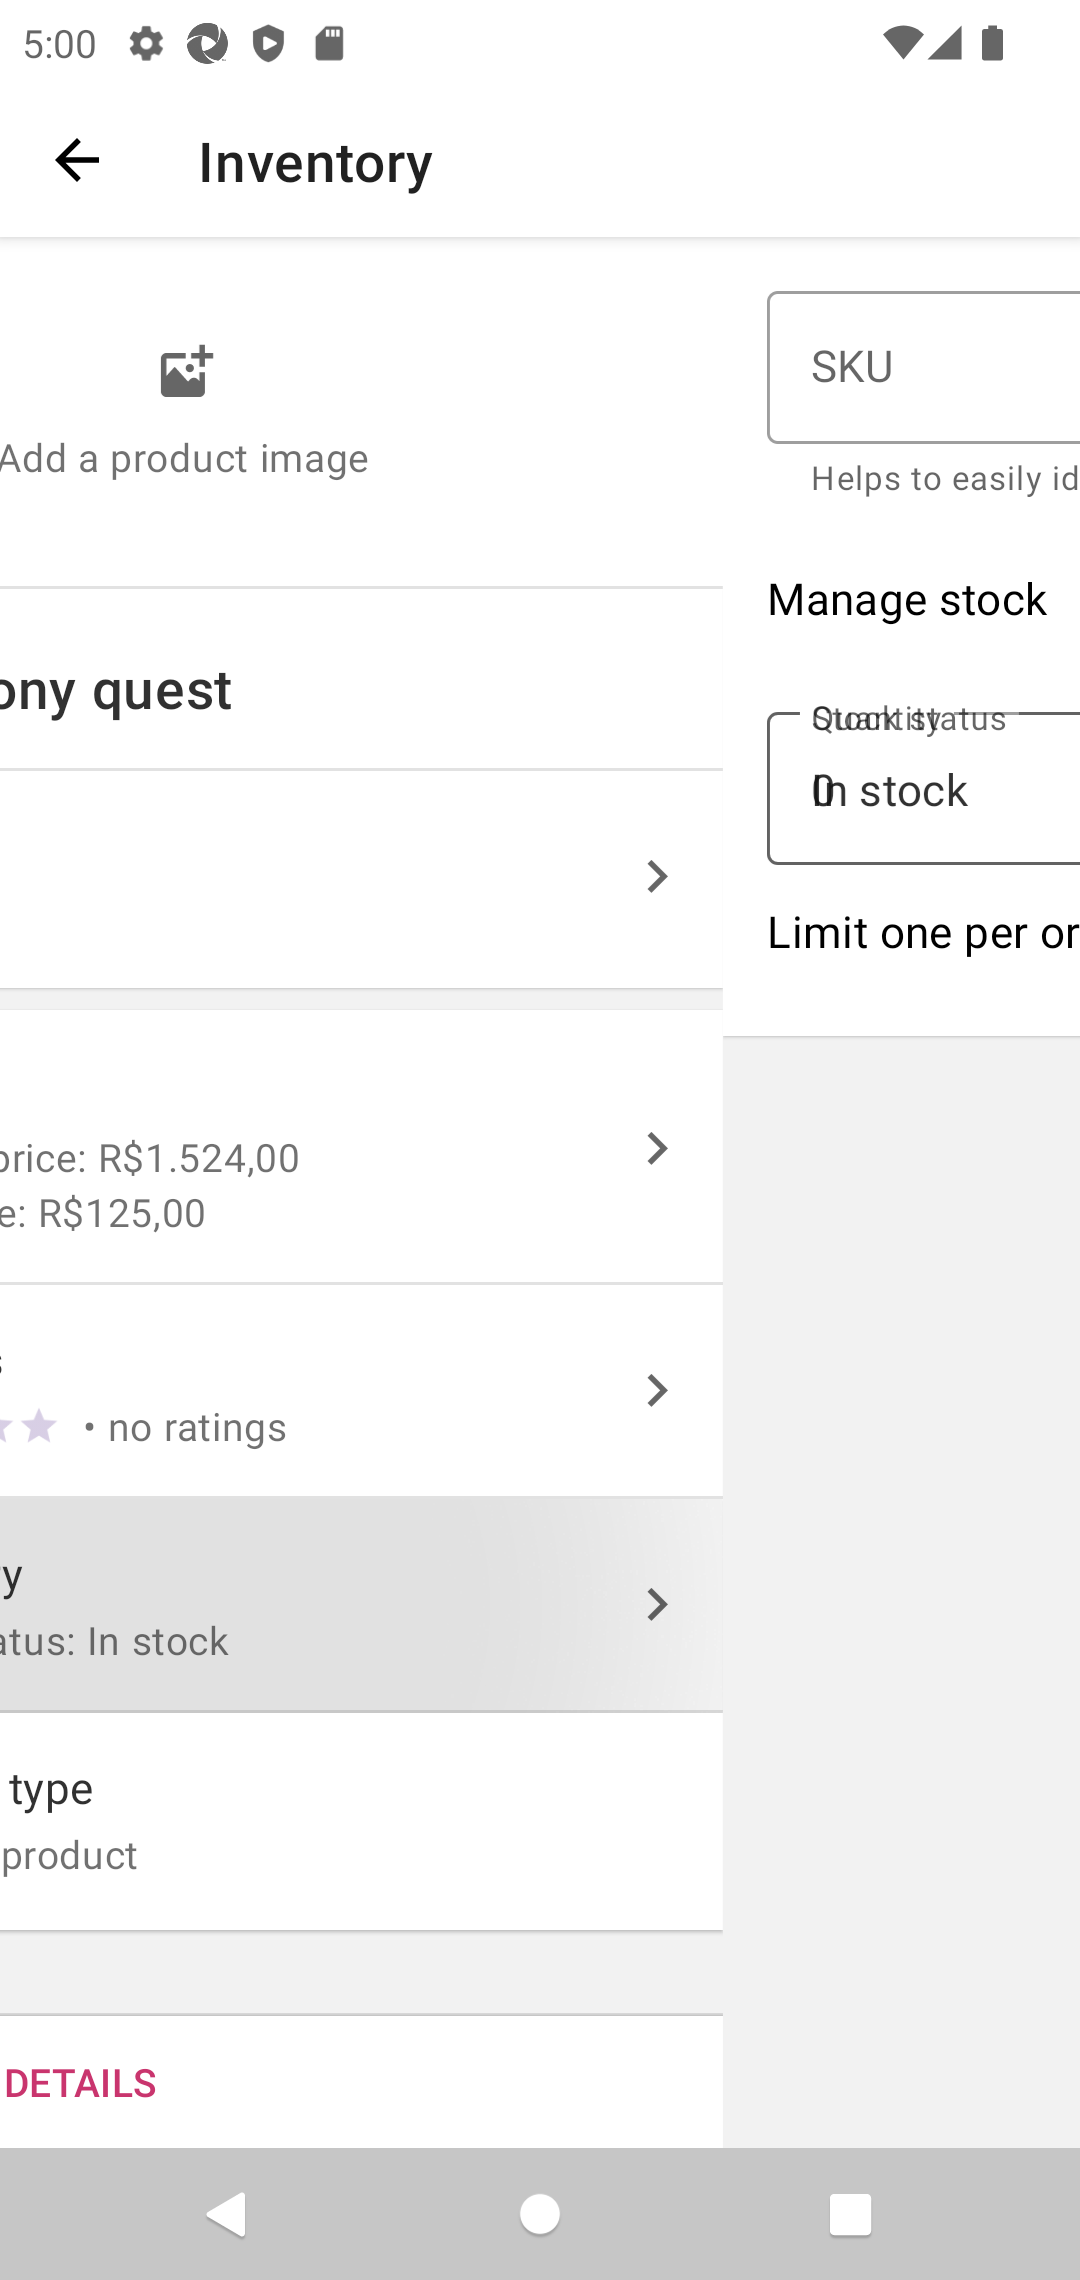 5:00
Inventory
Add a product image
ony quest
price: R$1.524,00
e: R$125,00
s
• no ratings
y
atus: In stock
type
product
DETAILS
SKU
Helps to easily id
Manage stock
Stock status
Quantity
In stock
0
Limit one per or